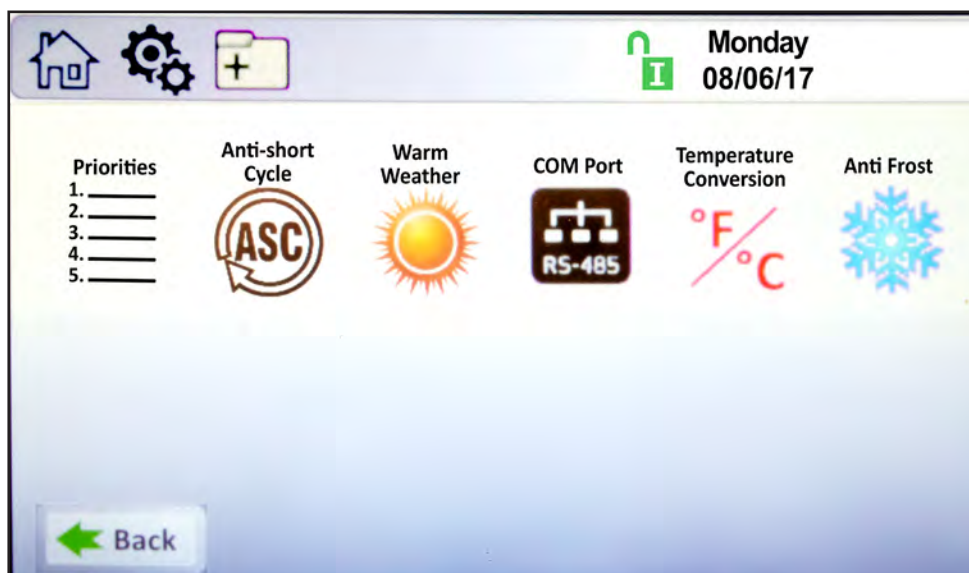 Monday
08/06/17
I
Priorities
1.
2.
3.
4.
5.
Anti-short
Cycle
ASC
Warm
Weather
COM Port
RS-485
Temperature
Conversion
°F/°C
Anti Frost
Back